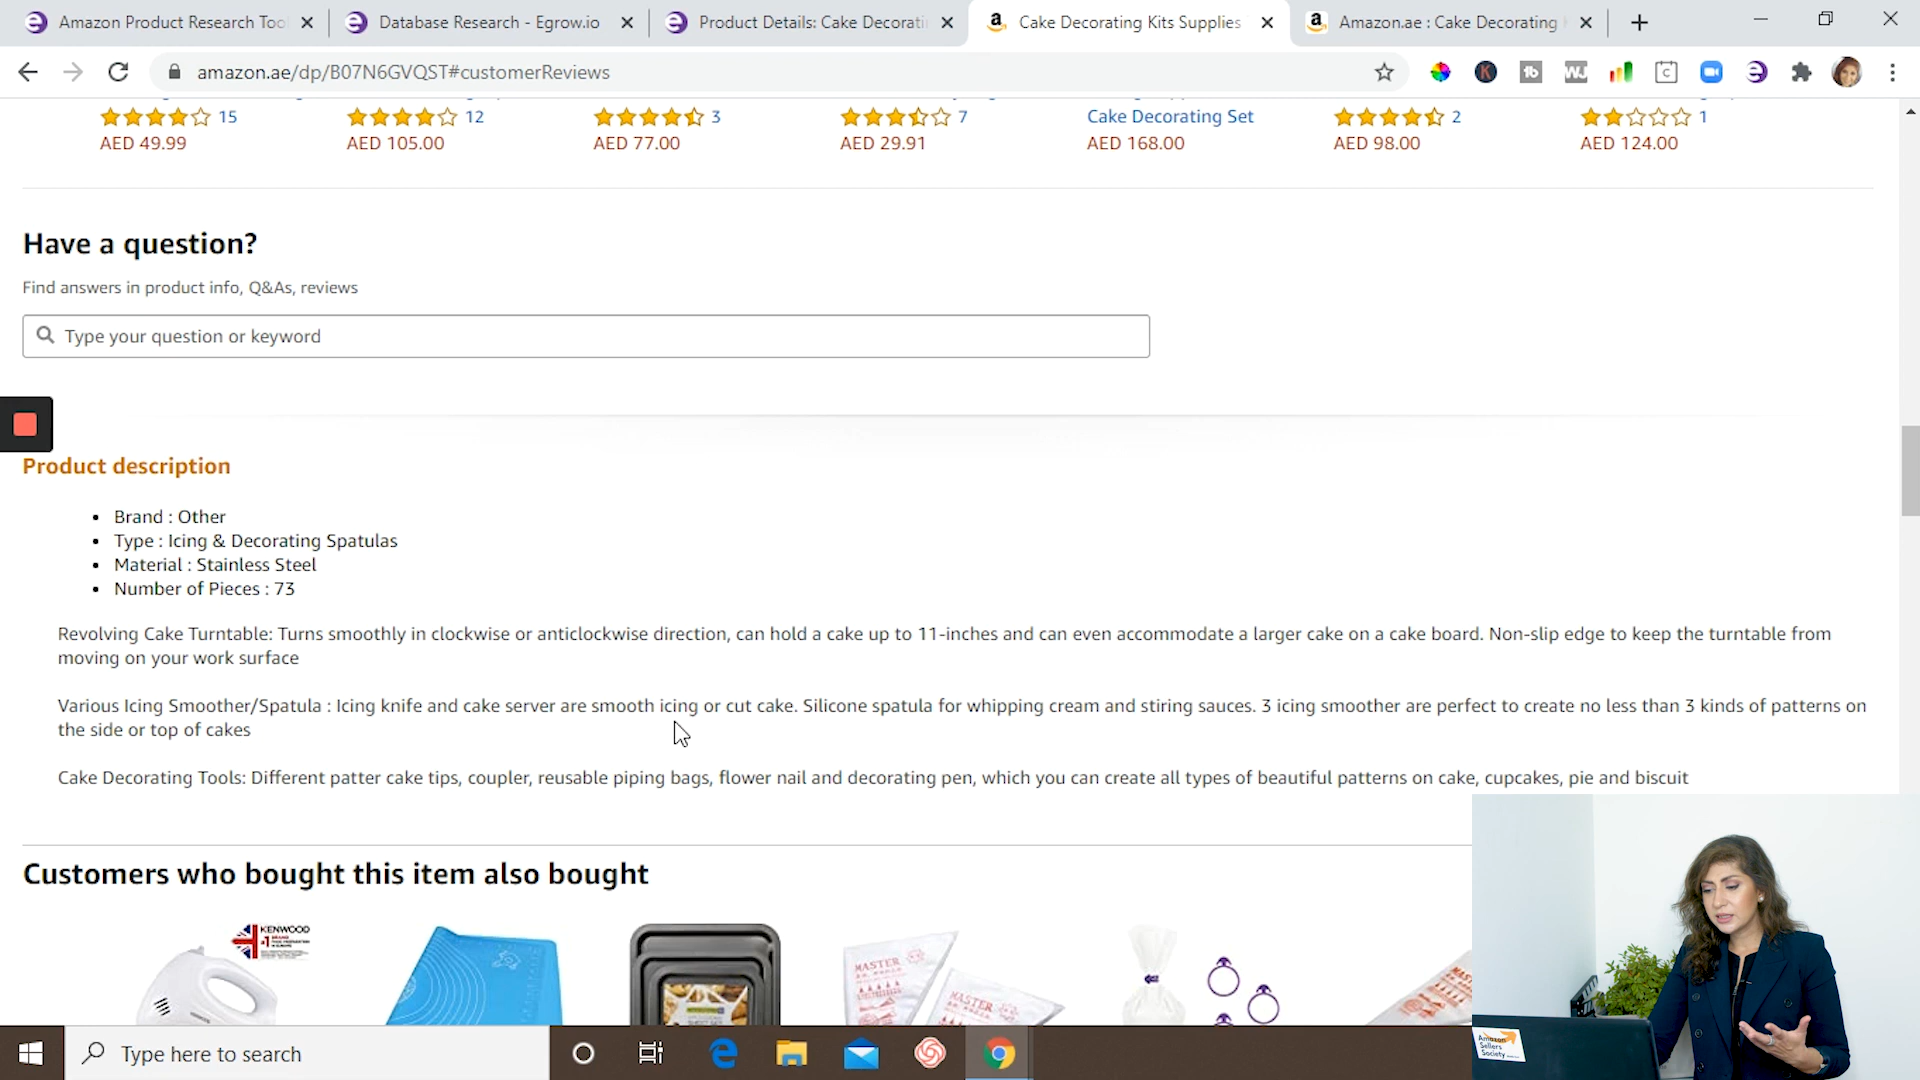 Amazon Product Research Too
Database Research - Egrow.io
Product Details: Cake Decorati
Cake Decorating Kits Supplies
Amazon.ae : Cake Decorating
amazon.ae/dp/B07N6GVQST#customerReviews
15
12
3
7
Cake Decorating Set
2
1
AED 49.99
AED 105.00
AED 77.00
AED 29.91
AED 168.00
AED 98.00
AED 124.00
Have a question?
Find answers in product info, Q&As, reviews
Type your question or keyword
Product description
Brand : Other
Type : Icing & Decorating Spatulas
Material : Stainless Steel
Number of Pieces : 73
Revolving Cake Turntable: Turns smoothly in clockwise or anticlockwise direction, can hold a cake up to 11-inches and can even accommodate a larger cake on a cake board. Non-slip edge to keep the turntable from
moving on your work surface
Various Icing Smoother/Spatula : Icing knife and cake server are smooth icing or cut cake. Silicone spatula for whipping cream and stiring sauces. 3 icing smoother are perfect to create no less than 3 kinds of patterns on
the side or top of cakes
Cake Decorating Tools: Different patter cake tips, coupler, reusable piping bags, flower nail and decorating pen, which you can create all types of beautiful patterns on cake, cupcakes, pie and biscuit
Customers who bought this item also bought
KENWOOD
MASTER
MASTER
Amazon
Sellers
Society
Type here to search